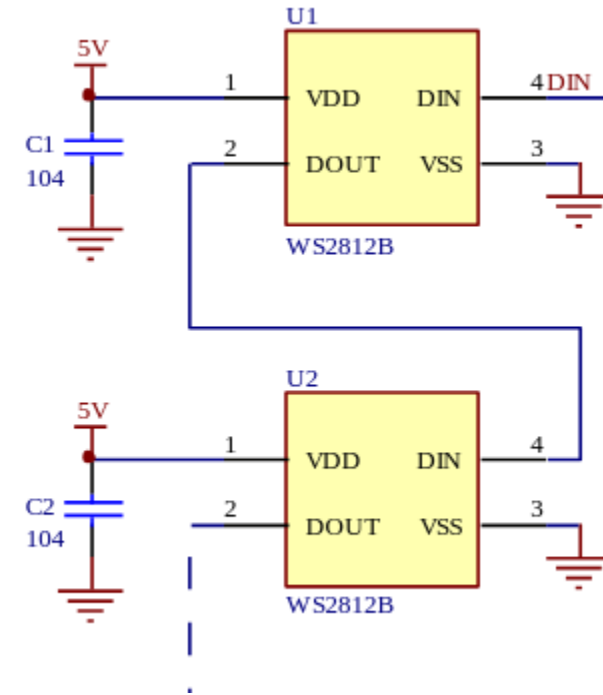 U1
5V
1
VDD
DIN
4
DIN
C1
104
2
DOUT
VSS
3
WS2812B
U2
5V
1
VDD
DIN
4
C2
104
2
DOUT
VSS
3
WS2812B